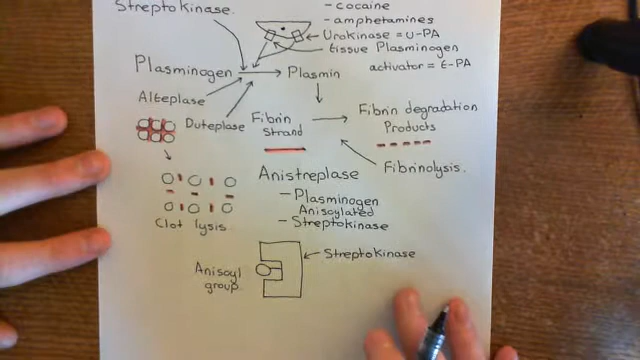 Streptokinase.
- cocaine
- amphetamines
Urokinase = u-PA
tissue Plasminogen
activator = t-PA
Plasminogen
Plasmin
Alteplase
Duteplase
Fibrin
Strand
Fibrin degradation
Products
Fibrinolysis.
Clot lysis
Anistreplase
- Plasminogen
Anisoylated
- Streptokinase
Streptokinase
Anisoyl
group